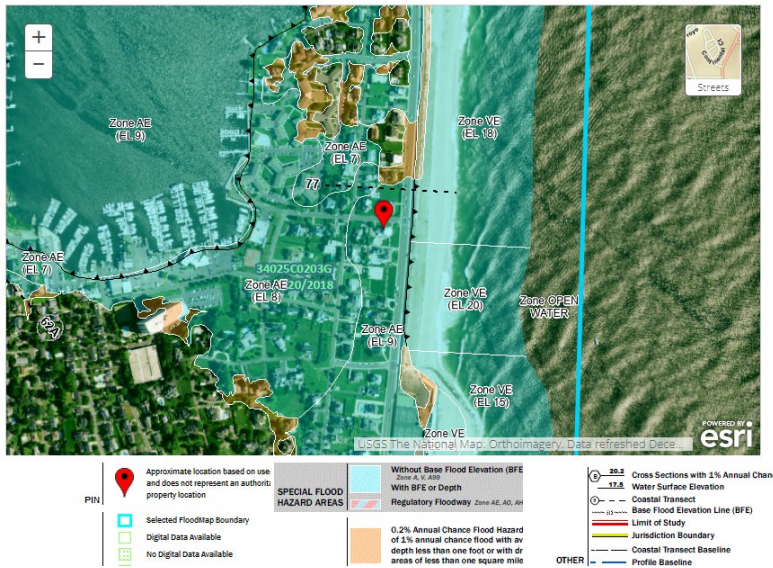 +
−
Streets
Zone AE
(EL 9)
Zone VE
(EL 18)
Zone AE
(EL 7)
77
Zone AE
(EL 7)
34025C0203G
Zone AE
(EL 8)
20/2018
Zone VE
(EL 20)
Zone OPEN
WATER
52A
Zone AE
(EL 9)
Zone VE
(EL 15)
Zone VE
USGS The National Map: Orthoimagery. Data refreshed Dece...
POWERED BY
esri
PIN
Approximate location based on use
and does not represent an authorita
property location
Selected FloodMap Boundary
Digital Data Available
No Digital Data Available
SPECIAL FLOOD
HAZARD AREAS
Without Base Flood Elevation (BFE
Zone A, V, A99
With BFE or Depth
Regulatory Floodway Zone AE, AO, AH
0.2% Annual Chance Flood Hazard
of 1% annual chance flood with av
depth less than one foot or with dr
areas of less than one square mile
OTHER
20.2 Cross Sections with 1% Annual Chanc
17.5 Water Surface Elevation
Coastal Transect
Base Flood Elevation Line (BFE)
Limit of Study
Jurisdiction Boundary
Coastal Transect Baseline
Profile Baseline